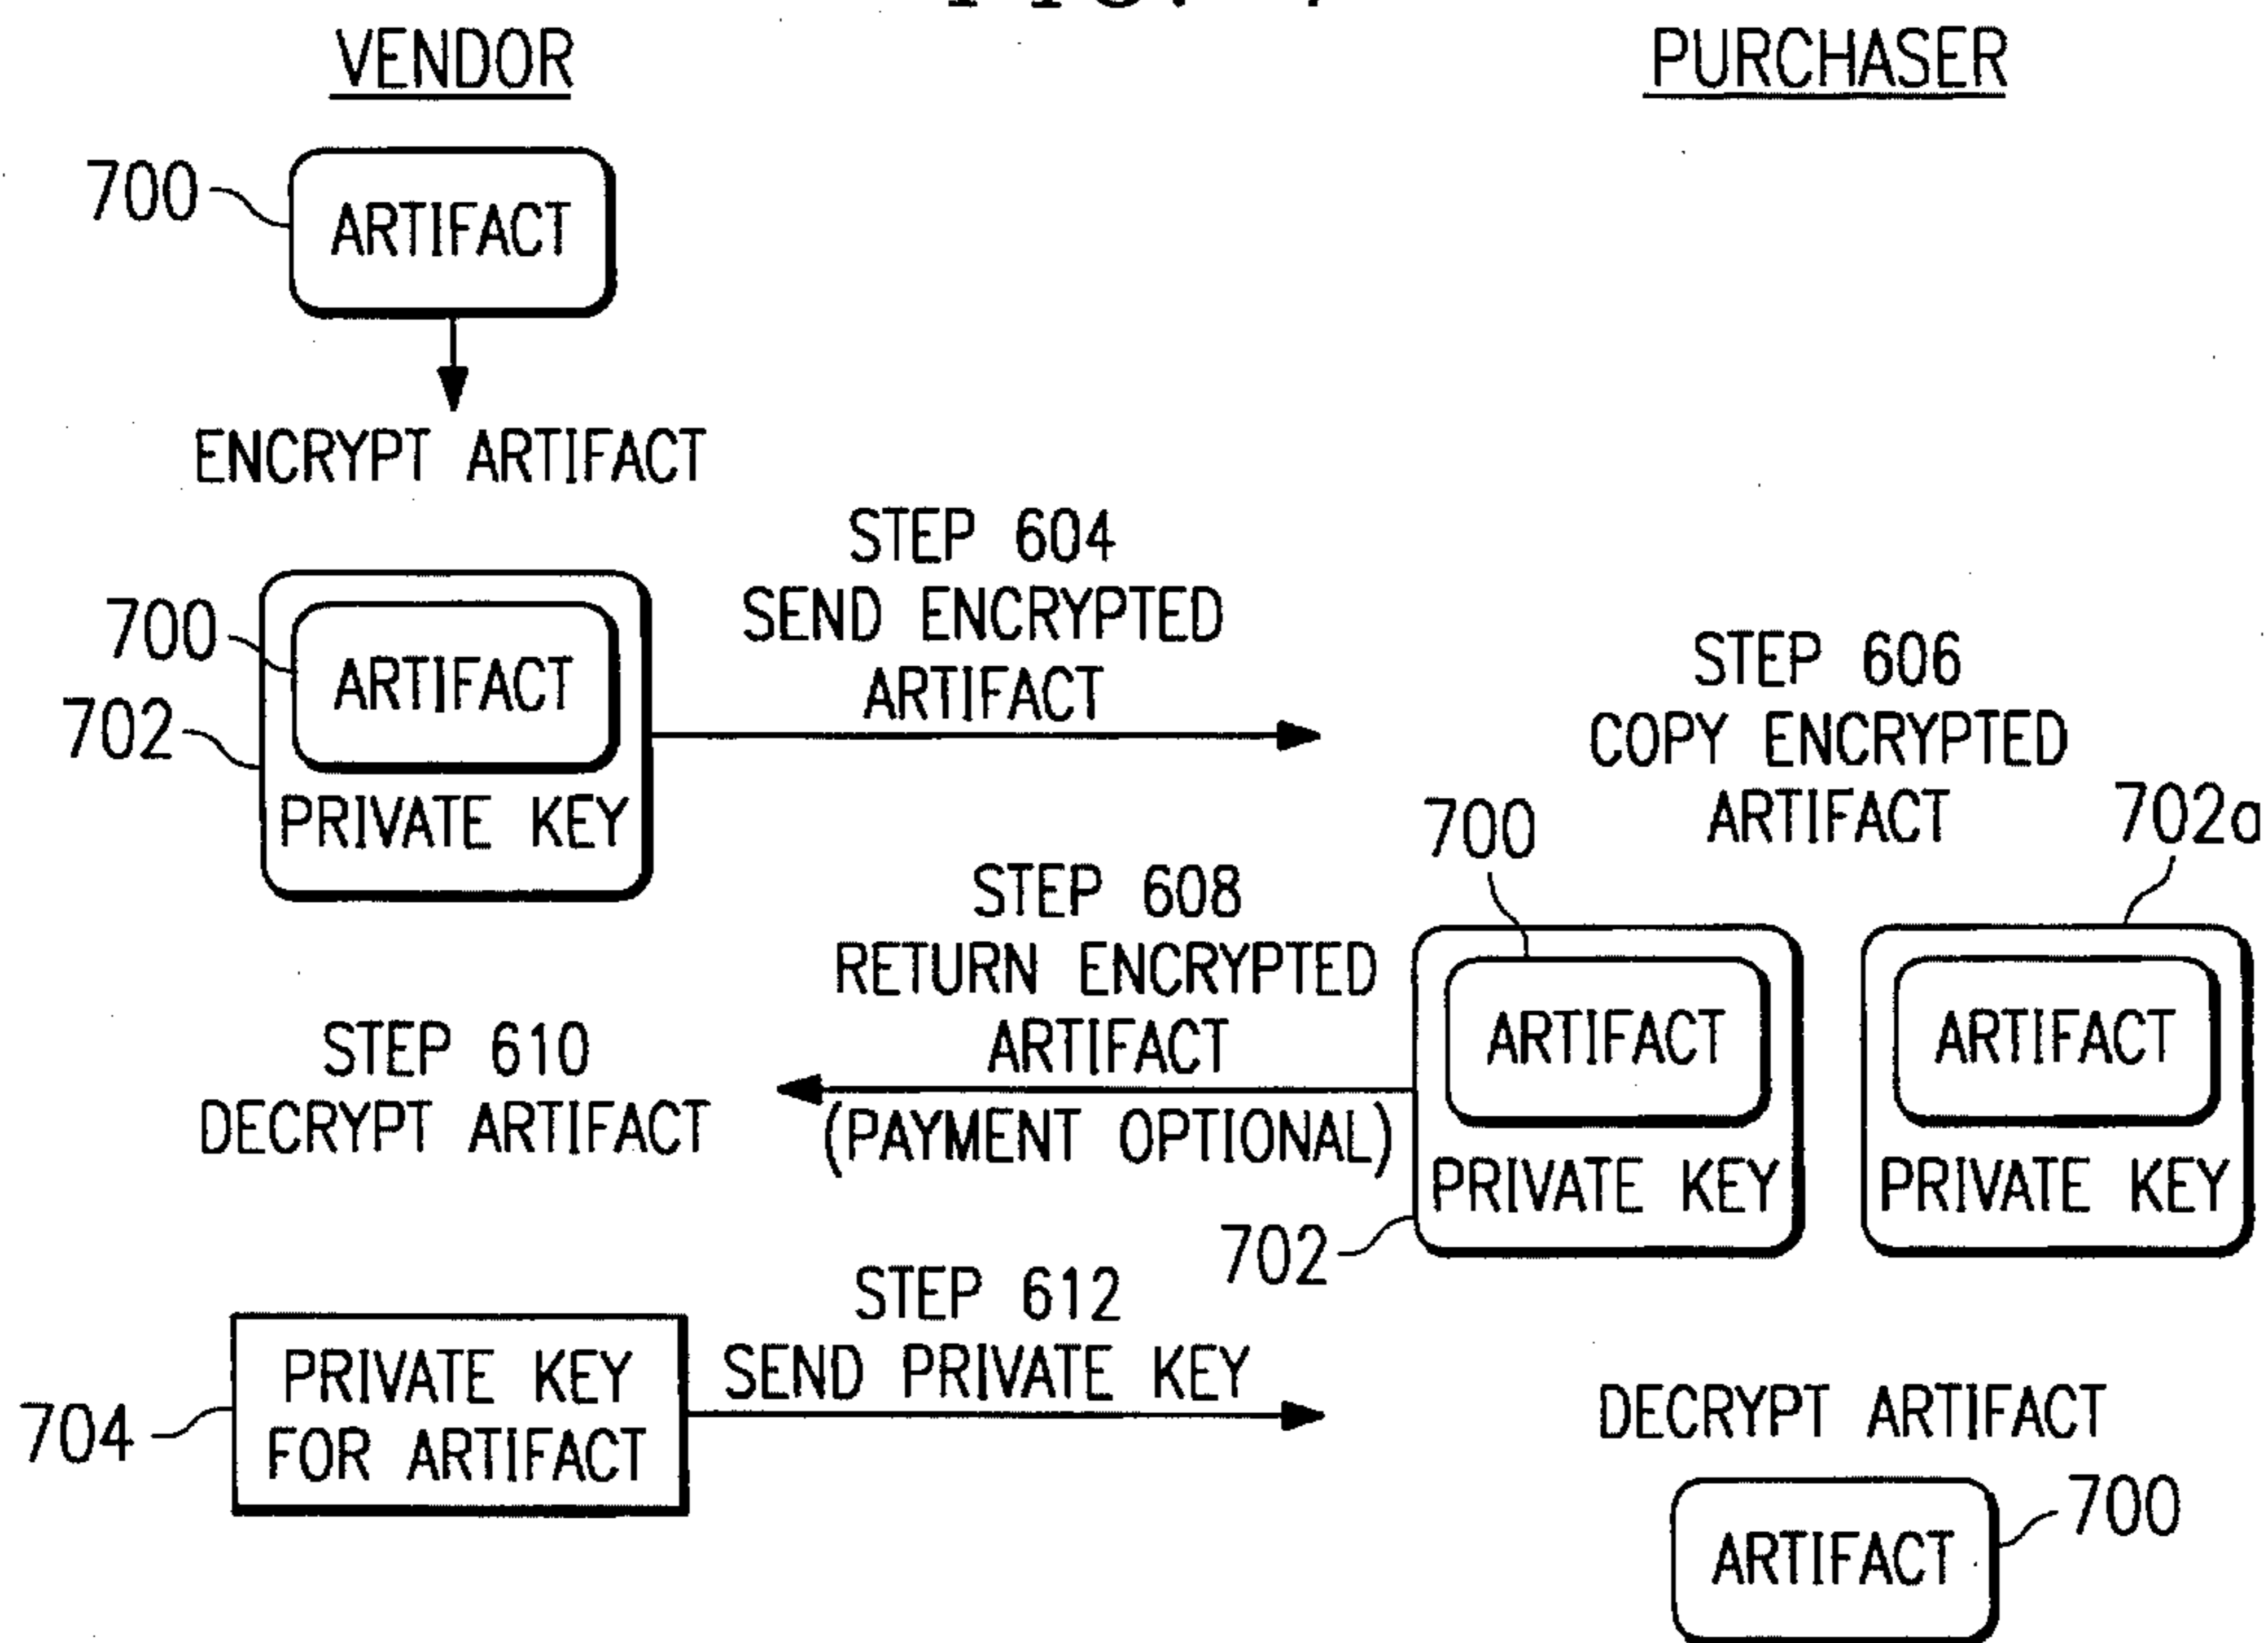 VENDOR
PURCHASER
700
ARTIFACT
ENCRYPT ARTIFACT
STEP 604
SEND ENCRYPTED
ARTIFACT
700
ARTIFACT
702
PRIVATE KEY
STEP 606
COPY ENCRYPTED
ARTIFACT
700
702a
STEP 608
RETURN ENCRYPTED
ARTIFACT
(PAYMENT OPTIONAL)
ARTIFACT
PRIVATE KEY
702
ARTIFACT
PRIVATE KEY
STEP 610
DECRYPT ARTIFACT
STEP 612
SEND PRIVATE KEY
704
PRIVATE KEY
FOR ARTIFACT
DECRYPT ARTIFACT
700
ARTIFACT